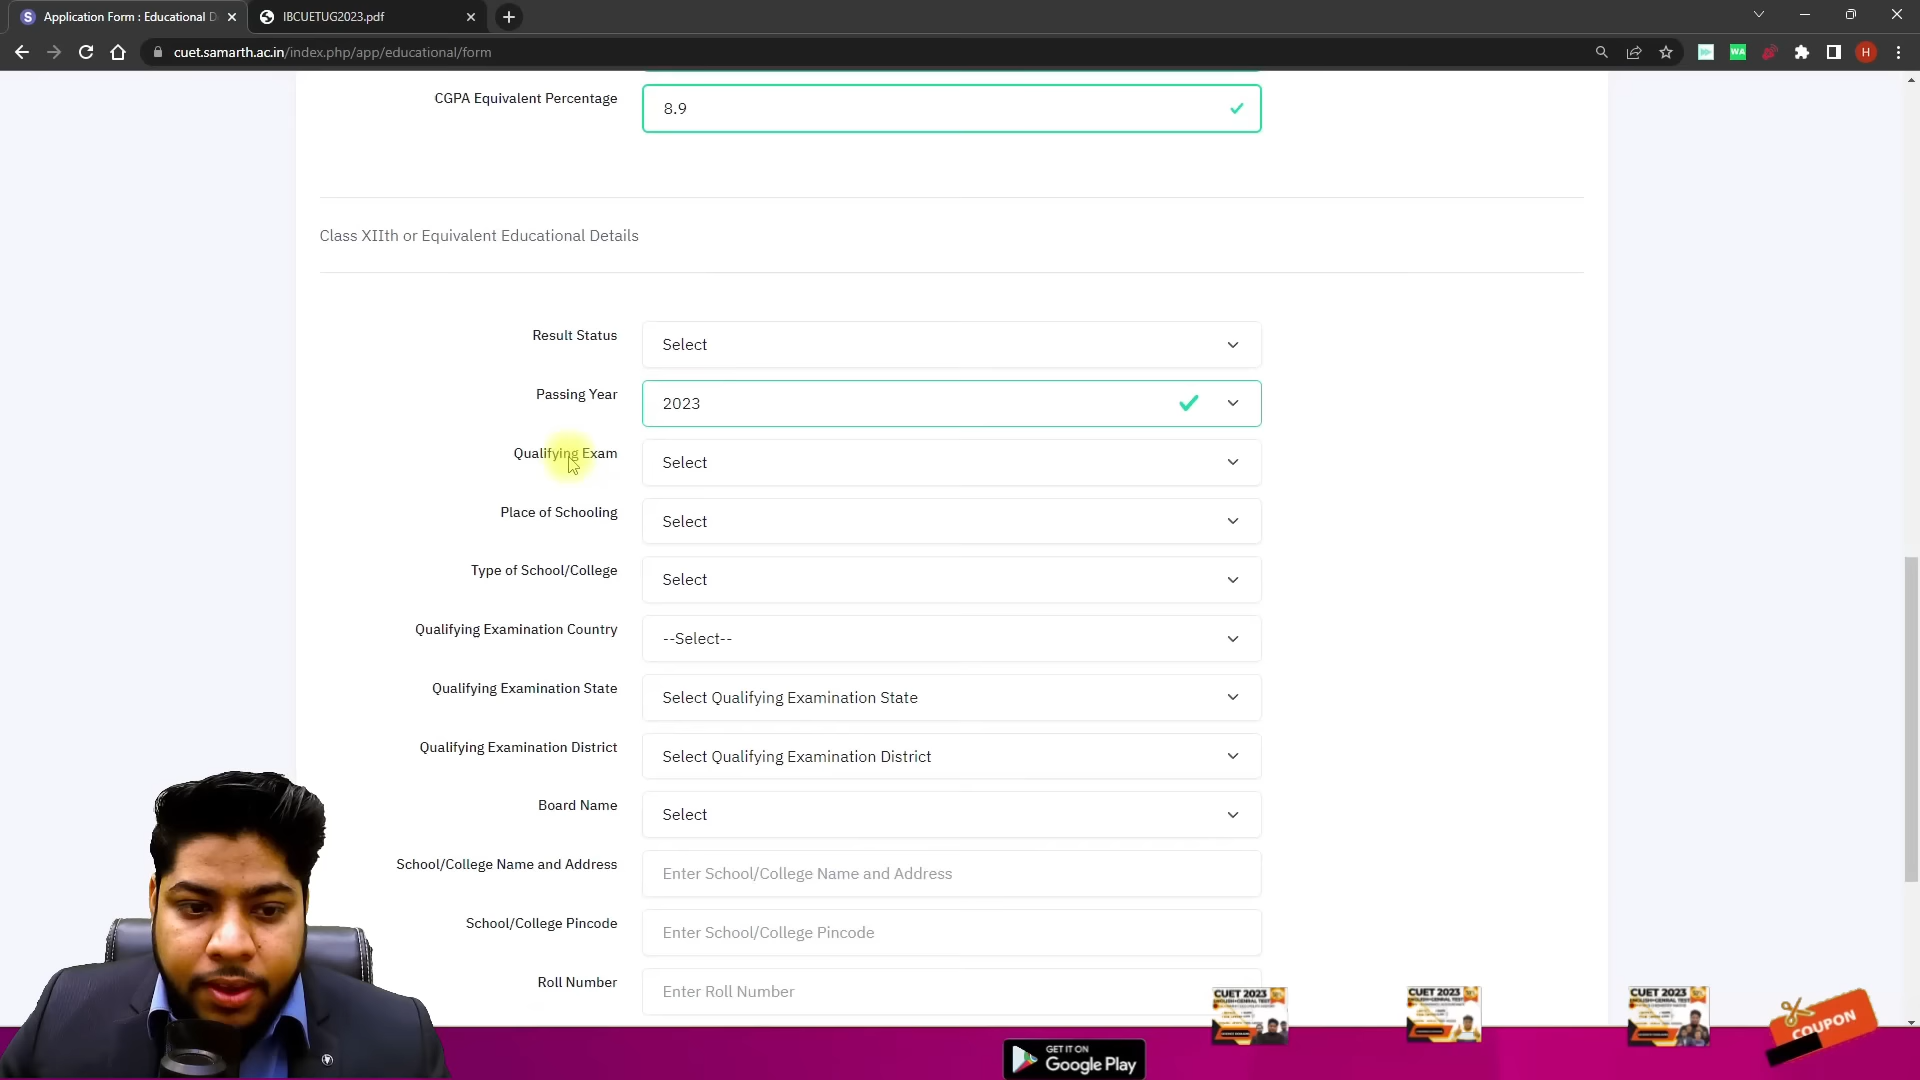 Application Form : Educational D
IBCUETUG2023.pdf
cuet.samarth.ac.in/index.php/app/educational/form
WA
H
CGPA Equivalent Percentage
8.9
Class XIIth or Equivalent Educational Details
Result Status
Select
Passing Year
2023
Qualifying Exam
Select
Place of Schooling
Select
Type of School/College
Select
Qualifying Examination Country
--Select--
Qualifying Examination State
Select Qualifying Examination State
Qualifying Examination District
Select Qualifying Examination District
Board Name
Select
School/College Name and Address
Enter School/College Name and Address
School/College Pincode
Enter School/College Pincode
Roll Number
Enter Roll Number
CUET 2023
CUET 2023
CUET 2023
COUPON
GET IT ON
Google Play